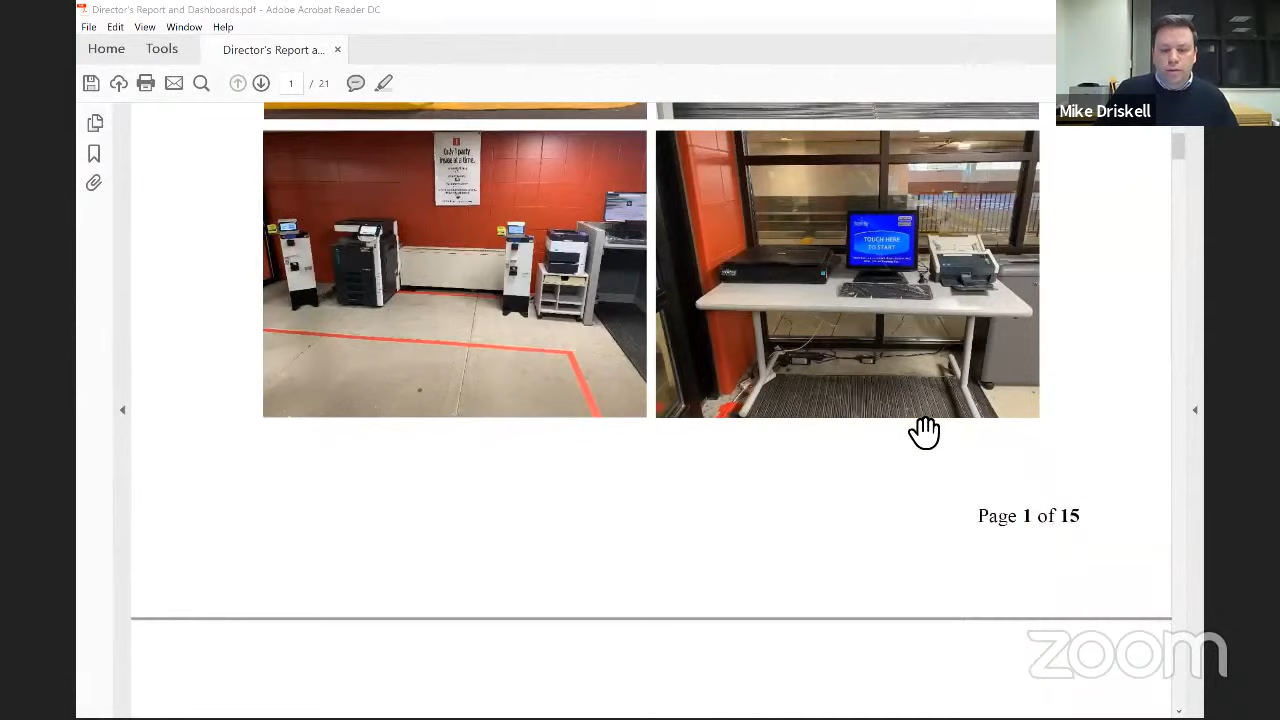 Director's Report and Dashboards.pdf - Adobe Acrobat Reader DC
File Edit View Window Help
Home Tools Director's Report a... ×
1 / 21
Mike Driskell
Only 1 party
inside at a time.
TOUCH HERE
TO START
Page 1 of 15
zoom